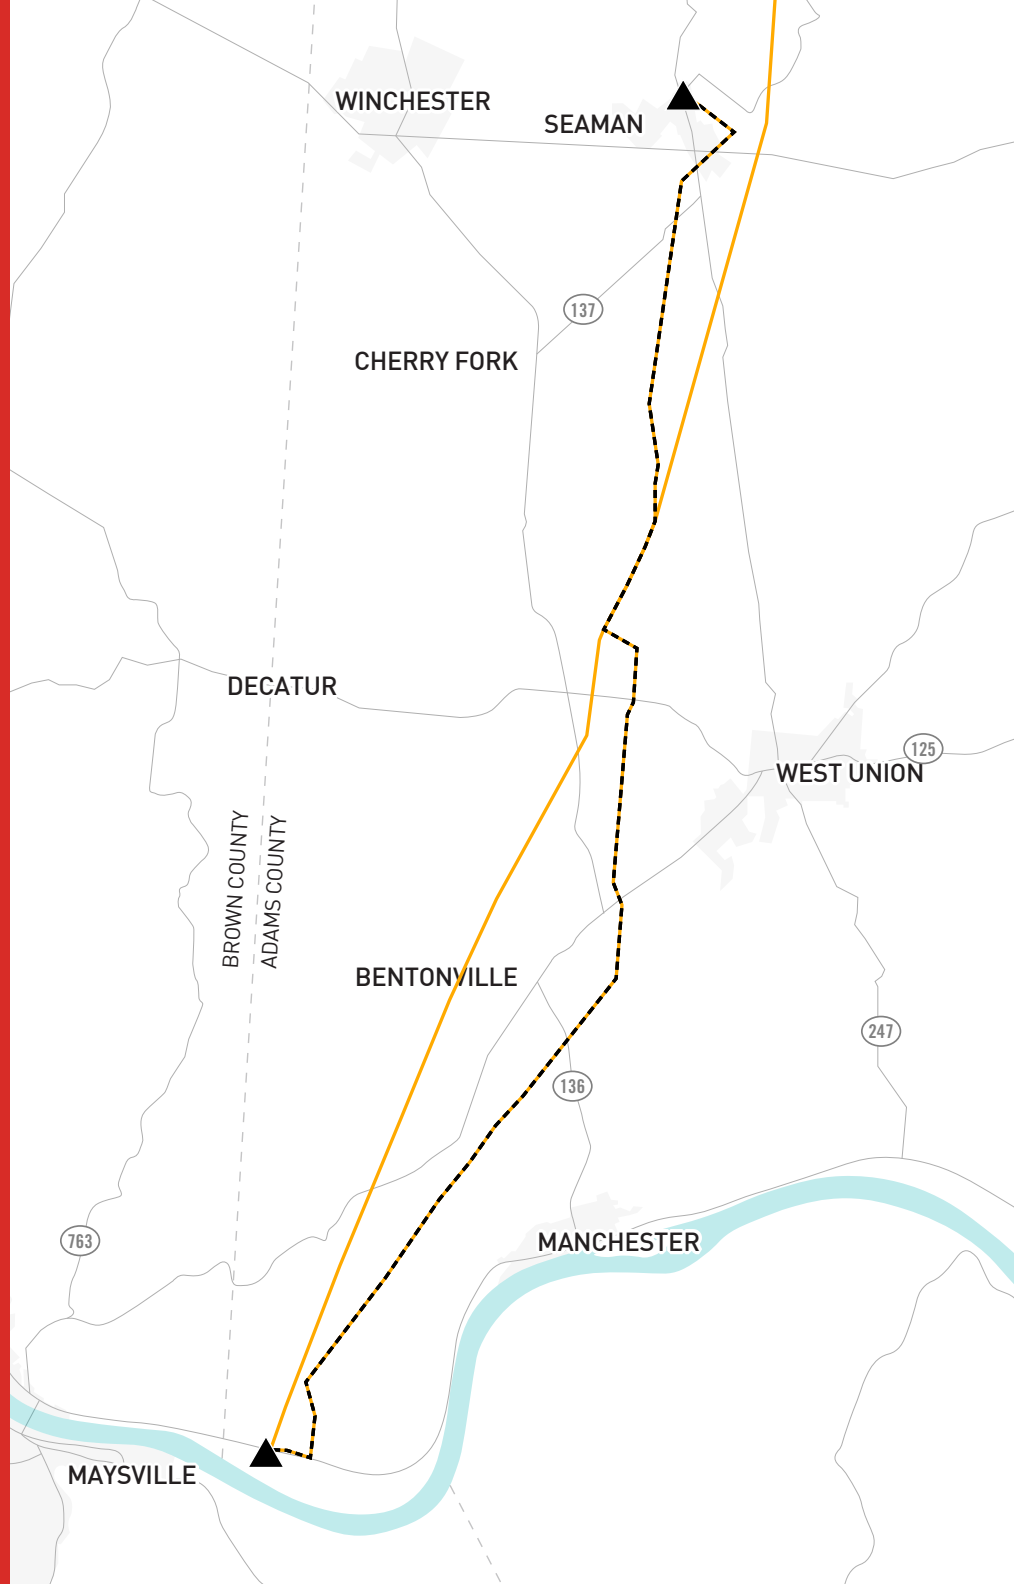 WINCHESTER
SEAMAN
137
CHERRY FORK
DECATUR
125
WEST UNION
BROWN COUNTY
ADAMS COUNTY
BENTONVILLE
247
136
763
MANCHESTER
MAYSVILLE